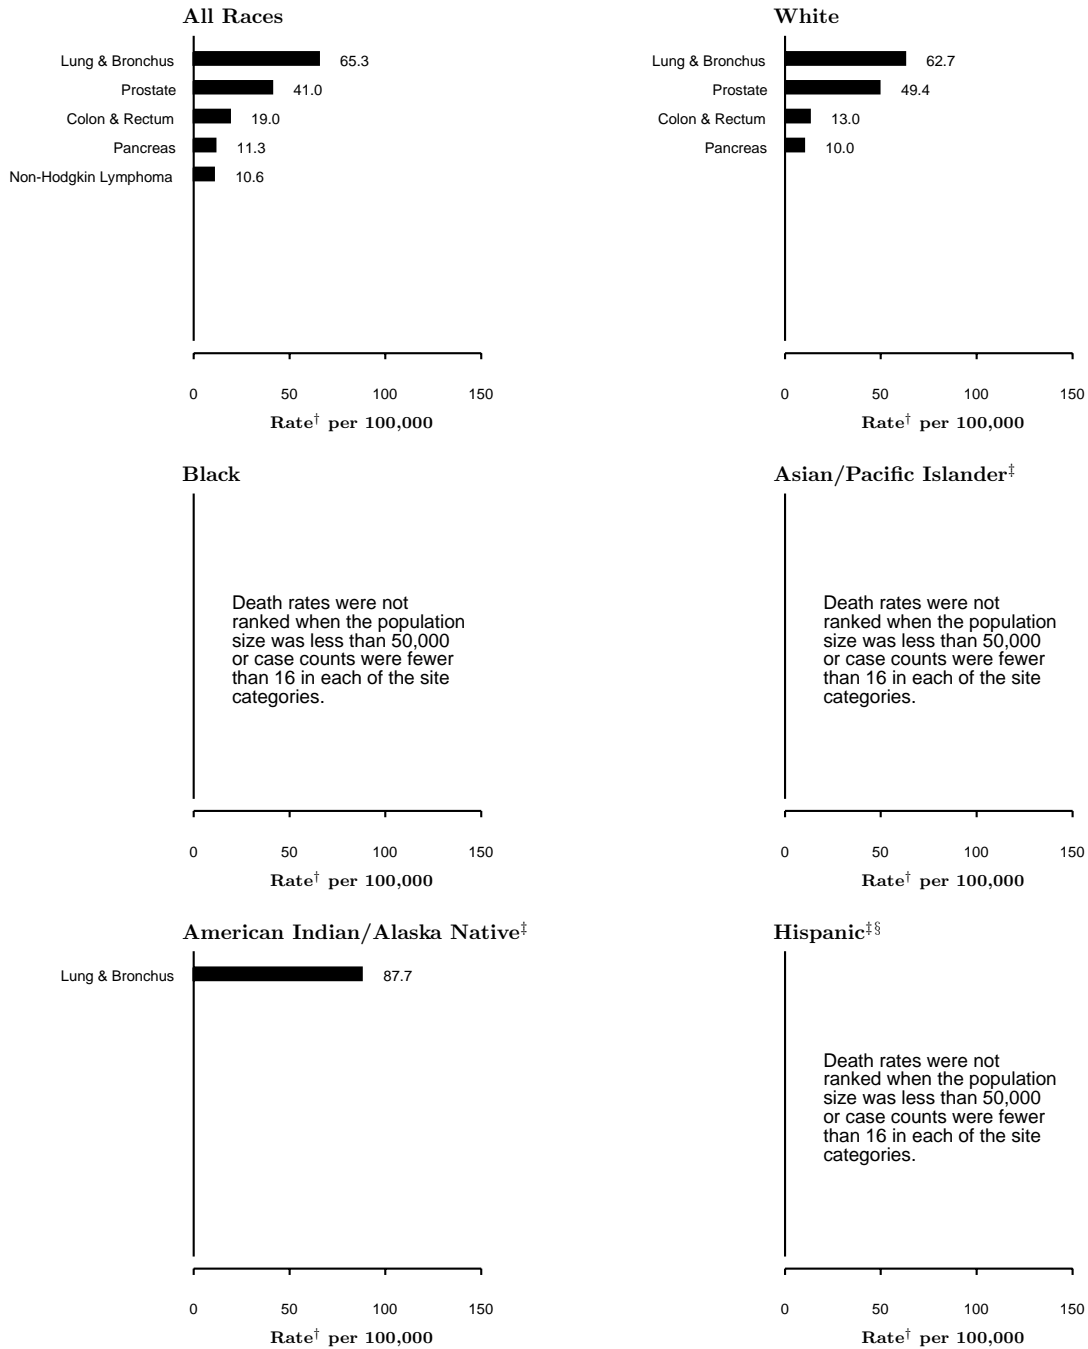 All Races
Lung & Bronchus 65.3
Prostate 41.0
Colon & Rectum 19.0
Pancreas 11.3
Non-Hodgkin Lymphoma 10.6
0 50 100 150
Rate† per 100,000
White
Lung & Bronchus 62.7
Prostate 49.4
Colon & Rectum 13.0
Pancreas 10.0
0 50 100 150
Rate† per 100,000
Black
Death rates were not
ranked when the population
size was less than 50,000
or case counts were fewer
than 16 in each of the site
categories.
0 50 100 150
Rate† per 100,000
Asian/Pacific Islander‡
Death rates were not
ranked when the population
size was less than 50,000
or case counts were fewer
than 16 in each of the site
categories.
0 50 100 150
Rate† per 100,000
American Indian/Alaska Native‡
Lung & Bronchus 87.7
0 50 100 150
Rate† per 100,000
Hispanic‡§
Death rates were not
ranked when the population
size was less than 50,000
or case counts were fewer
than 16 in each of the site
categories.
0 50 100 150
Rate† per 100,000